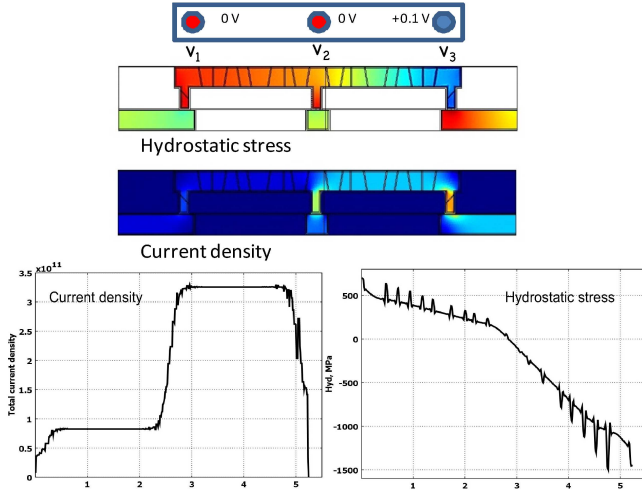 0 V 0 V +0.1 V
V1 V2 V3
Hydrostatic stress
Current density
x10^11
3.5
3
2.5
2
1.5
1
0.5
0
Total current density
Current density
1 2 3 4 5
500
0
-500
-1000
-1500
Hyd, MPa
Hydrostatic stress
0 1 2 3 4 5